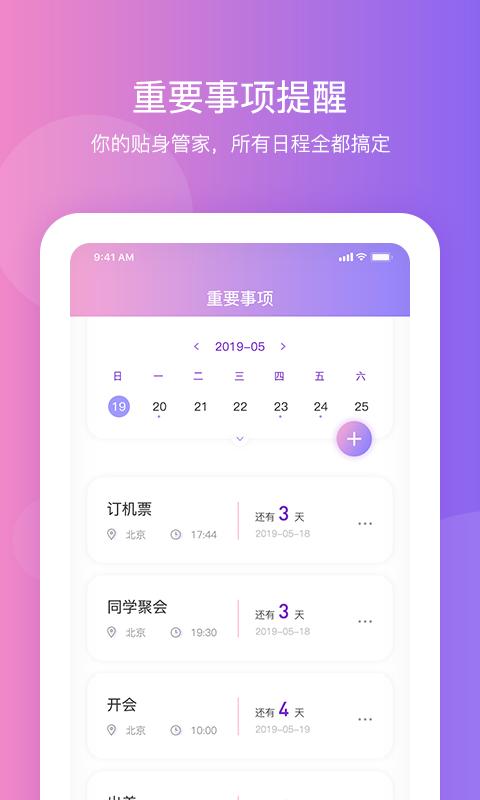 重要事项提醒
你的贴身管家，所有日程全都搞定
9:41 AM
重要事项
2019-05
日 一 二 三 四 五 六
19 20 21 22 23 24 25
订机票
北京 17:44
还有 3 天
2019-05-18
同学聚会
北京 19:30
还有 3 天
2019-05-18
开会
北京 10:00
还有 4 天
2019-05-19